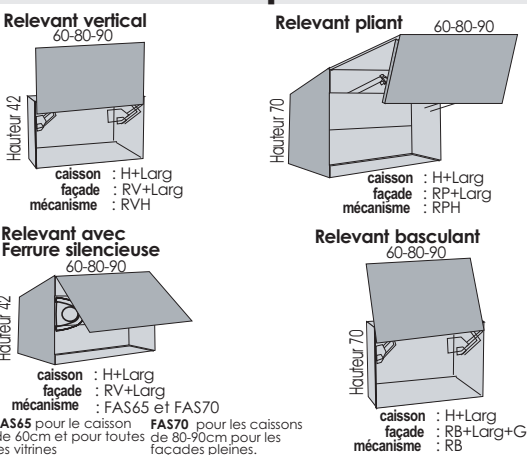 Relevant vertical
60-80-90
Hauteur 42
caisson : H+Larg
façade : RV+Larg
mécanisme : RVH
Relevant pliant
60-80-90
Hauteur 70
caisson : H+Larg
façade : RP+Larg
mécanisme : RPH
Relevant avec
Ferrure silencieuse
60-80-90
Hauteur 42
caisson : H+Larg
façade : RV+Larg
mécanisme : FAS65 et FAS70
FAS65 pour le caisson
de 60cm et pour toutes
les vitrines
FAS70 pour les caissons
de 80-90cm pour les
façades pleines.
Relevant basculant
60-80-90
Hauteur 70
caisson : H+Larg
façade : RB+Larg+G
mécanisme : RB